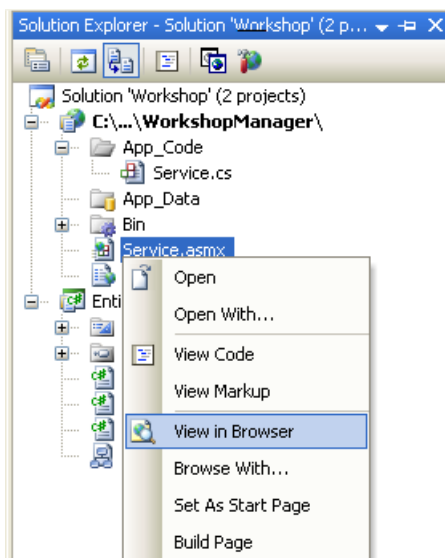 Solution Explorer - Solution 'Workshop' (2 p...
Solution 'Workshop' (2 projects)
C:\...\WorkshopManager\
App_Code
Service.cs
App_Data
Bin
Service.asmx
Open
Enti
Open With...
View Code
View Markup
View in Browser
Browse With...
Set As Start Page
Build Page